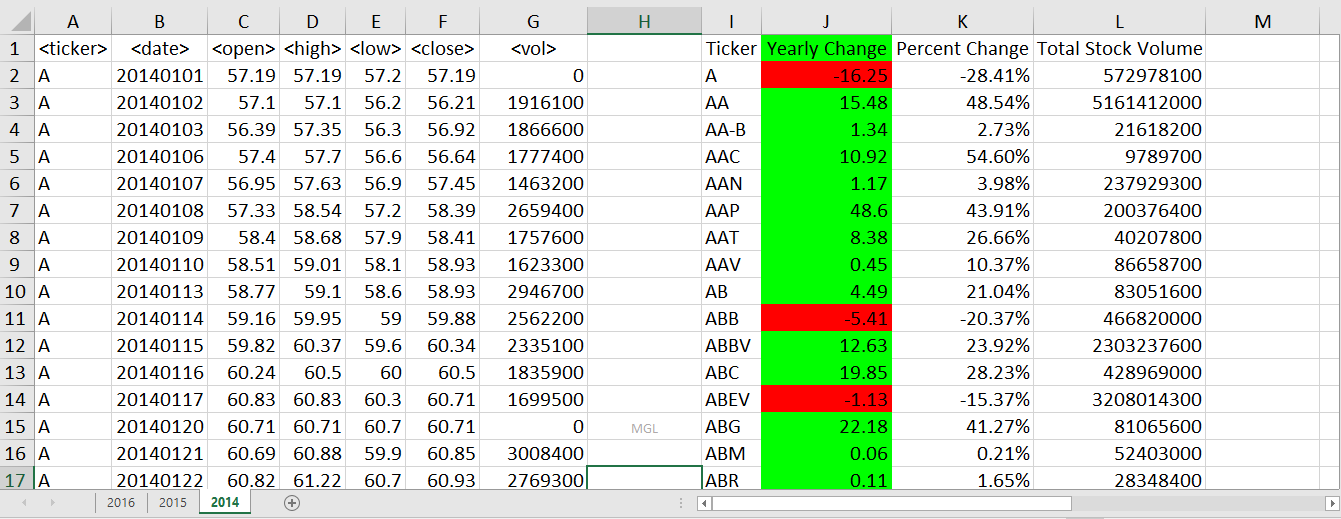 A B C D E F G H I J K L M
1 <ticker> <date> <open> <high> <low> <close> <vol> Ticker Yearly Change Percent Change Total Stock Volume
2 A 20140101 57.19 57.19 57.2 57.19 0 A -16.25 -28.41% 572978100
3 A 20140102 57.1 57.1 56.2 56.21 1916100 AA 15.48 48.54% 5161412000
4 A 20140103 56.39 57.35 56.3 56.92 1866600 AA-B 1.34 2.73% 21618200
5 A 20140106 57.4 57.7 56.6 56.64 1777400 AAC 10.92 54.60% 9789700
6 A 20140107 56.95 57.63 56.9 57.45 1463200 AAN 1.17 3.98% 237929300
7 A 20140108 57.33 58.54 57.2 58.39 2659400 AAP 48.6 43.91% 200376400
8 A 20140109 58.4 58.68 57.9 58.41 1757600 AAT 8.38 26.66% 40207800
9 A 20140110 58.51 59.01 58.1 58.93 1623300 AAV 0.45 10.37% 86658700
10 A 20140113 58.77 59.1 58.6 58.93 2946700 AB 4.49 21.04% 83051600
11 A 20140114 59.16 59.95 59 59.88 2562200 ABB -5.41 -20.37% 466820000
12 A 20140115 59.82 60.37 59.6 60.34 2335100 ABBV 12.63 23.92% 2303237600
13 A 20140116 60.24 60.5 60 60.5 1835900 ABC 19.85 28.23% 428969000
14 A 20140117 60.83 60.83 60.3 60.71 1699500 ABEV -1.13 -15.37% 3208014300
15 A 20140120 60.71 60.71 60.7 60.71 0 MGL ABG 22.18 41.27% 81065600
16 A 20140121 60.69 60.88 59.9 60.85 3008400 ABM 0.06 0.21% 52403000
17 A 20140122 60.82 61.22 60.7 60.93 2769300 ABR 0.11 1.65% 28348400
2016 2015 2014